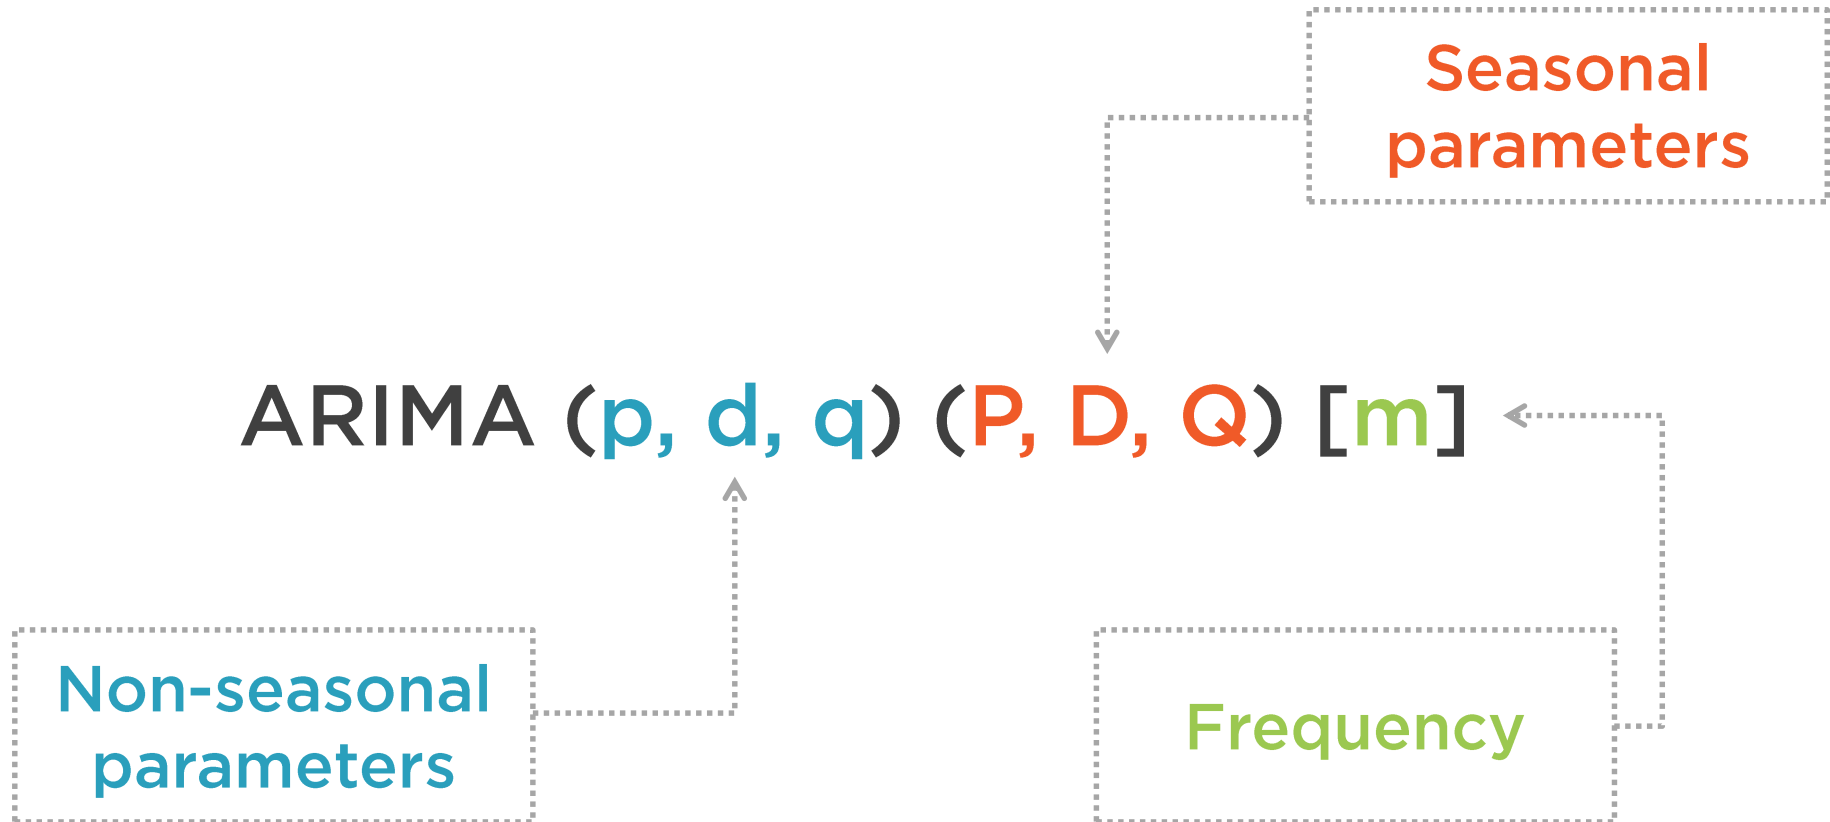 Seasonal
parameters
ARIMA (p, d, q) (P, D, Q) [m]
Non-seasonal
parameters
Frequency